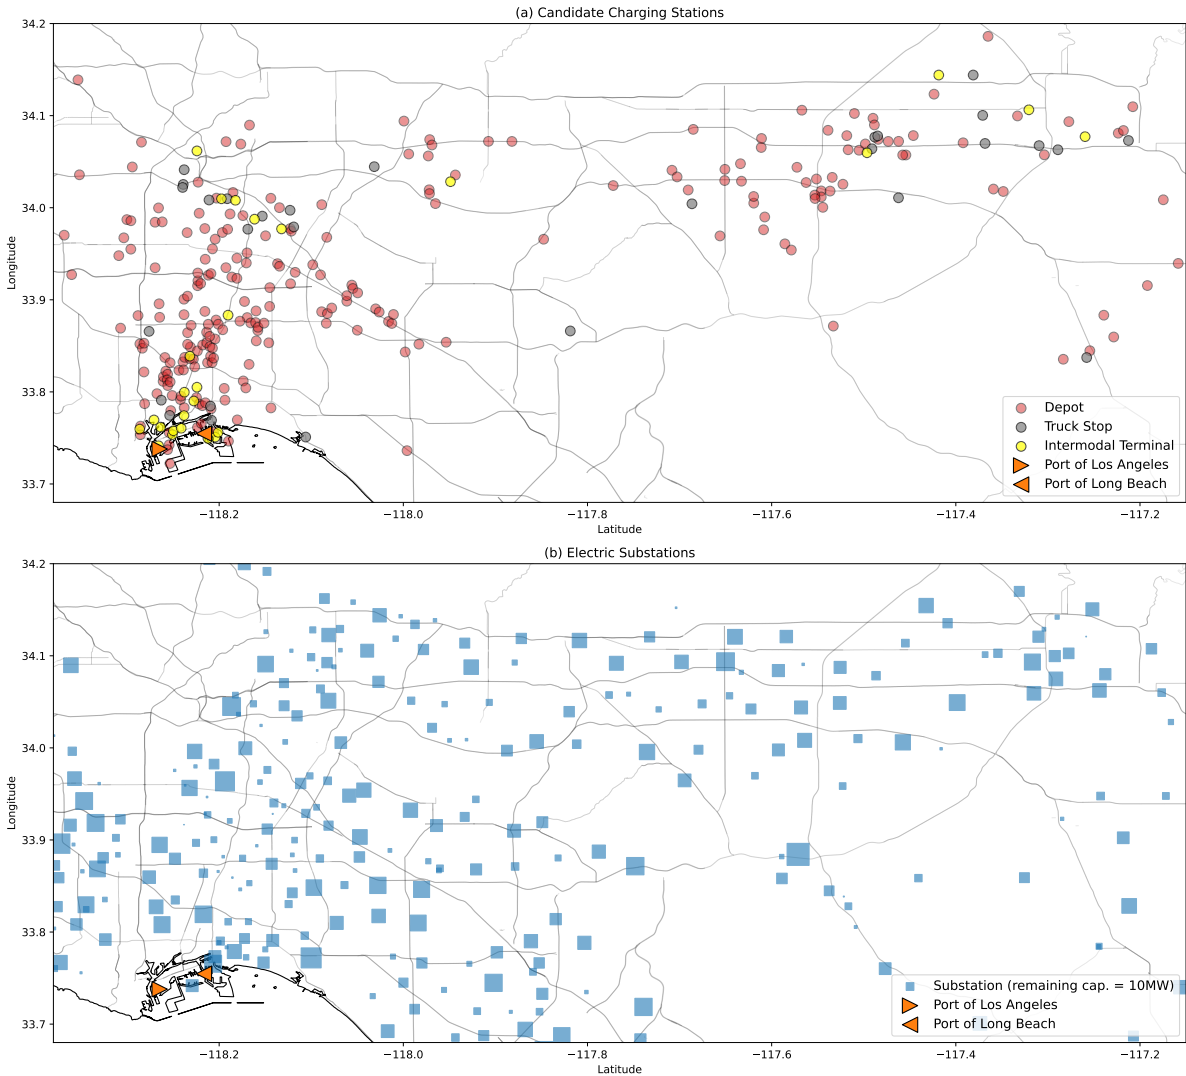 (a) Candidate Charging Stations
34.2
34.1
34.0
33.9
33.8
33.7
Longitude
Depot
Truck Stop
Intermodal Terminal
Port of Los Angeles
Port of Long Beach
−118.2
−118.0
−117.8
−117.6
−117.4
−117.2
Latitude
(b) Electric Substations
34.2
34.1
34.0
33.9
33.8
33.7
Longitude
Substation (remaining cap. = 10MW)
Port of Los Angeles
Port of Long Beach
−118.2
−118.0
−117.8
−117.6
−117.4
−117.2
Latitude